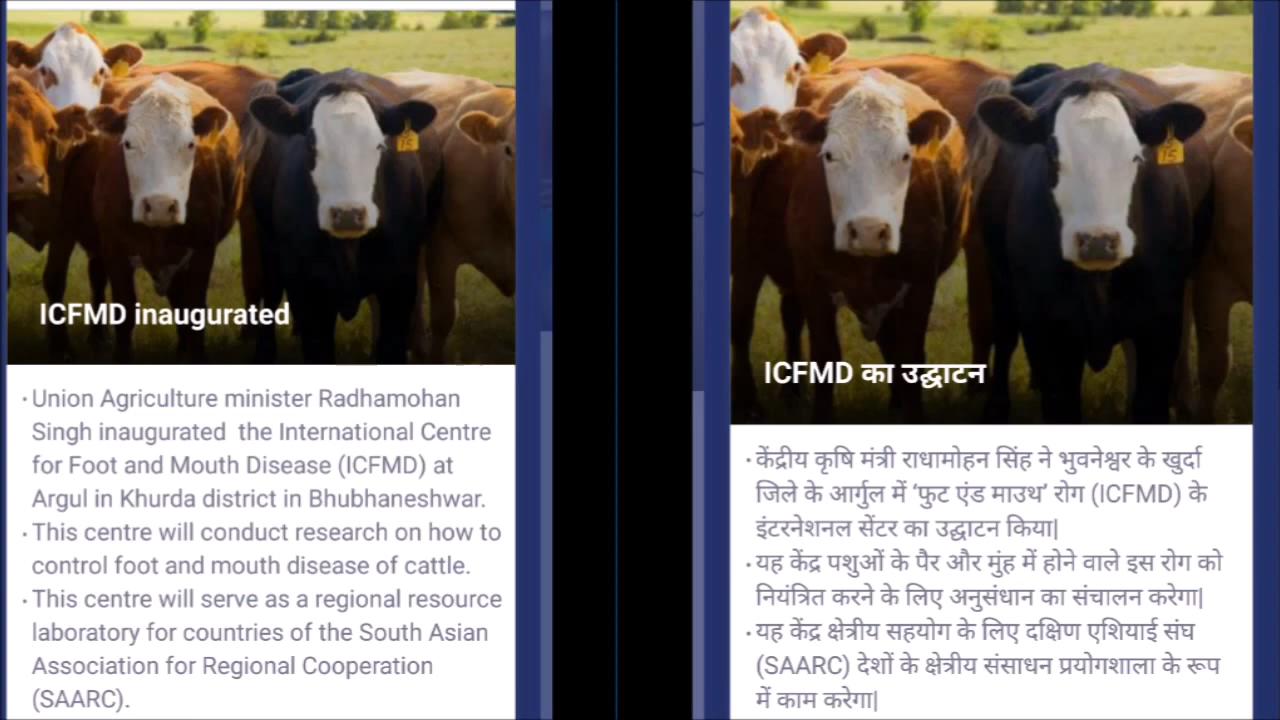 ICFMD inaugurated
· Union Agriculture minister Radhamohan
Singh inaugurated the International Centre
for Foot and Mouth Disease (ICFMD) at
Argul in Khurda district in Bhubhaneshwar.
· This centre will conduct research on how to
control foot and mouth disease of cattle.
· This centre will serve as a regional resource
laboratory for countries of the South Asian
Association for Regional Cooperation
(SAARC).
75
ICFMD का उद्घाटन
· केंद्रीय कृषि मंत्री राधामोहन सिंह ने भुवनेश्वर के खुर्दा
जिले के आर्गुल में ‘फुट एंड माउथ’ रोग (ICFMD) के
इंटरनेशनल सेंटर का उद्घाटन किया|
· यह केंद्र पशुओं के पैर और मुंह में होने वाले इस रोग को
नियंत्रित करने के लिए अनुसंधान का संचालन करेगा|
· यह केंद्र क्षेत्रीय सहयोग के लिए दक्षिण एशियाई संघ
(SAARC) देशों के क्षेत्रीय संसाधन प्रयोगशाला के रूप
में काम करेगा|
75